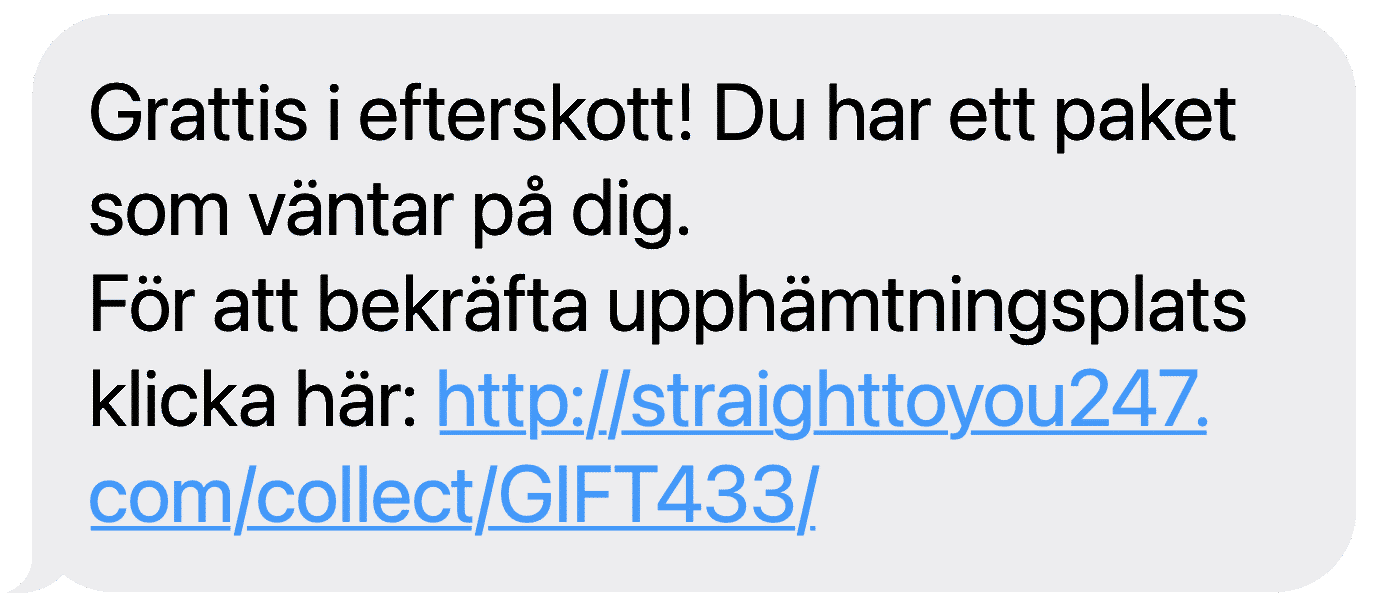 Grattis i efterskott! Du har ett paket
som väntar på dig.
För att bekräfta upphämtningsplats
klicka här: http://straighttoyou247.
com/collect/GIFT433/